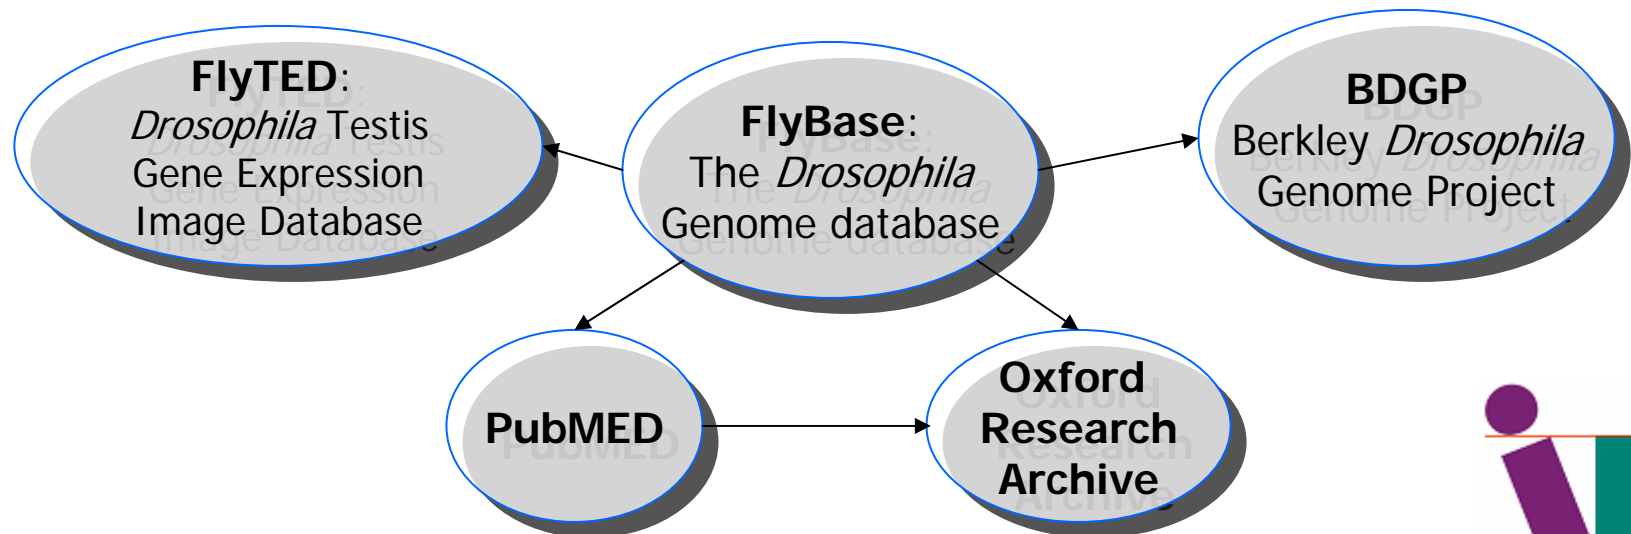 FlyTED:
Drosophila Testis
Gene Expression
Image Database
FlyBase:
The Drosophila
Genome database
BDGP
Berkley Drosophila
Genome Project
PubMED
Oxford
Research
Archive